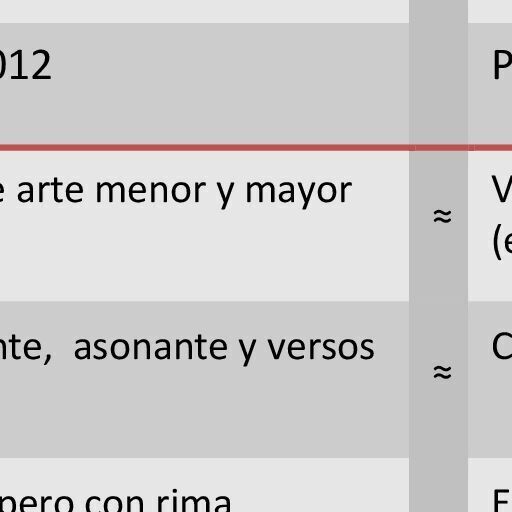 012
P
e arte menor y mayor
≈
V
(e
nte,  asonante y versos
≈
C
pero con rima